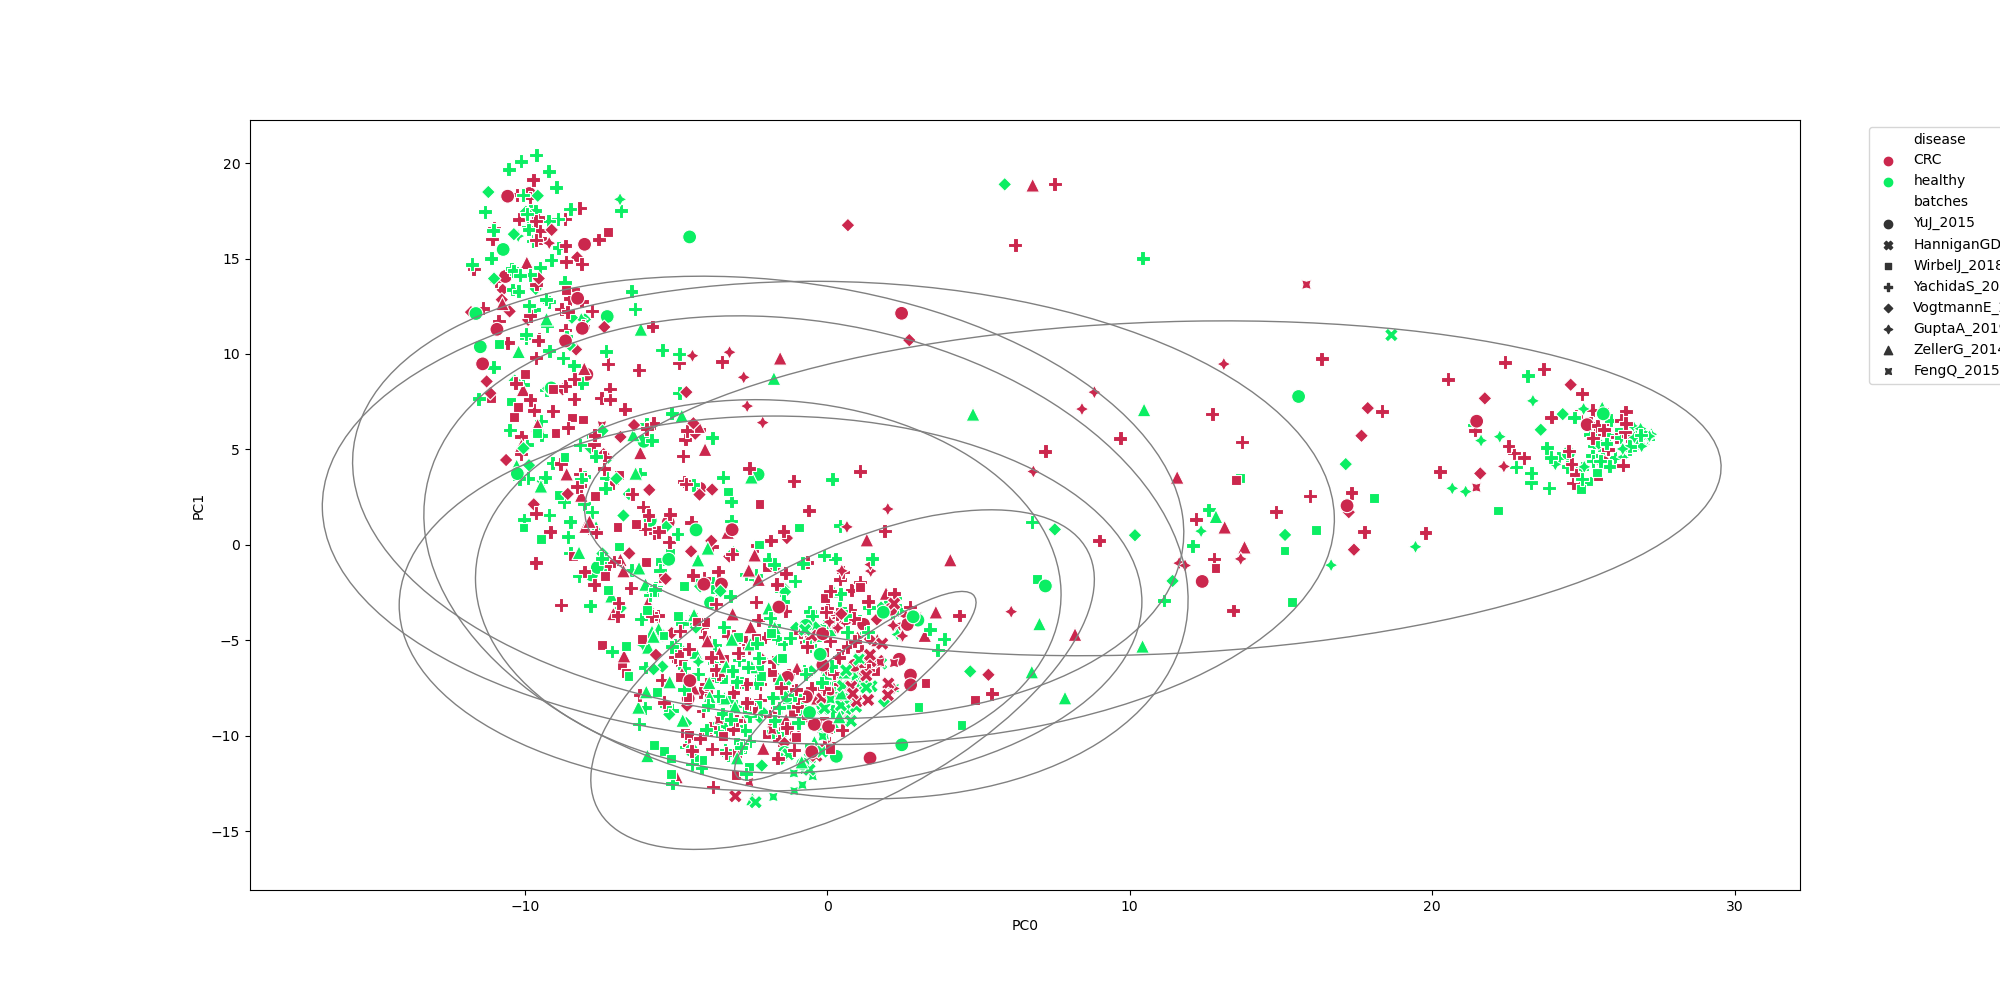 disease
CRC
healthy
batches
YuJ_2015
HanniganGD
WirbelJ_2018
YachidaS_20
VogtmannE_
GuptaA_201
ZellerG_2014
FengQ_2015
20
15
10
5
0
−5
−10
−15
PC1
−10
0
10
20
30
PC0